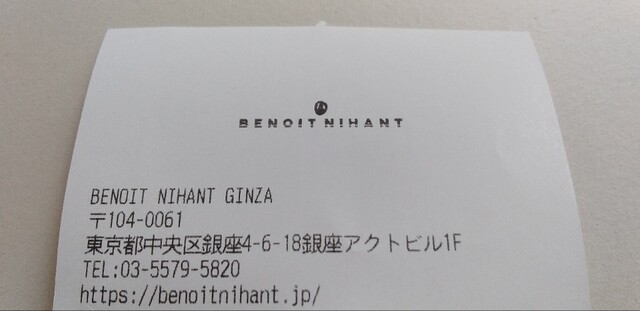 BENOIT NIHANT
BENOIT NIHANT GINZA
〒104-0061
東京都中央区銀座4-6-18銀座アクトビル1F
TEL:03-5579-5820
https://benoitnihant.jp/